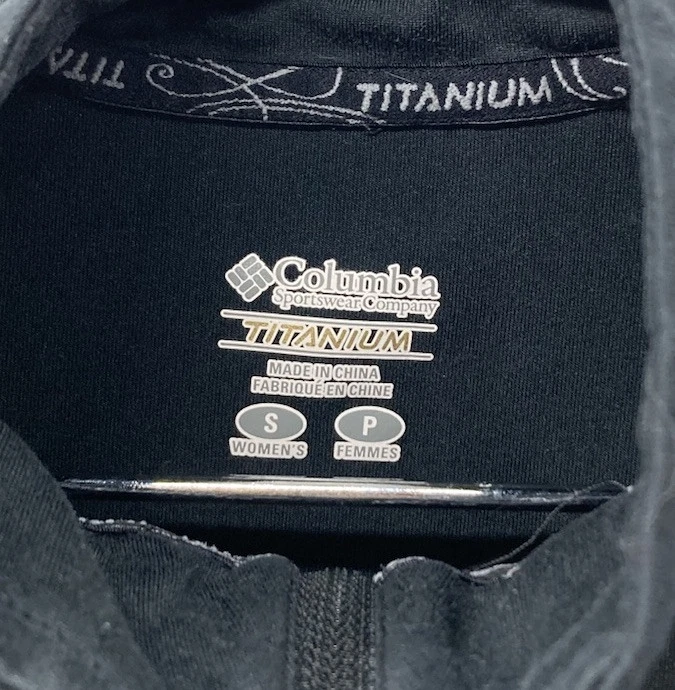 TITA
TITANIUM
Columbia
Sportswear Company
TITANIUM
MADE IN CHINA
FABRIQUÉ EN CHINE
S P
WOMEN'S FEMMES